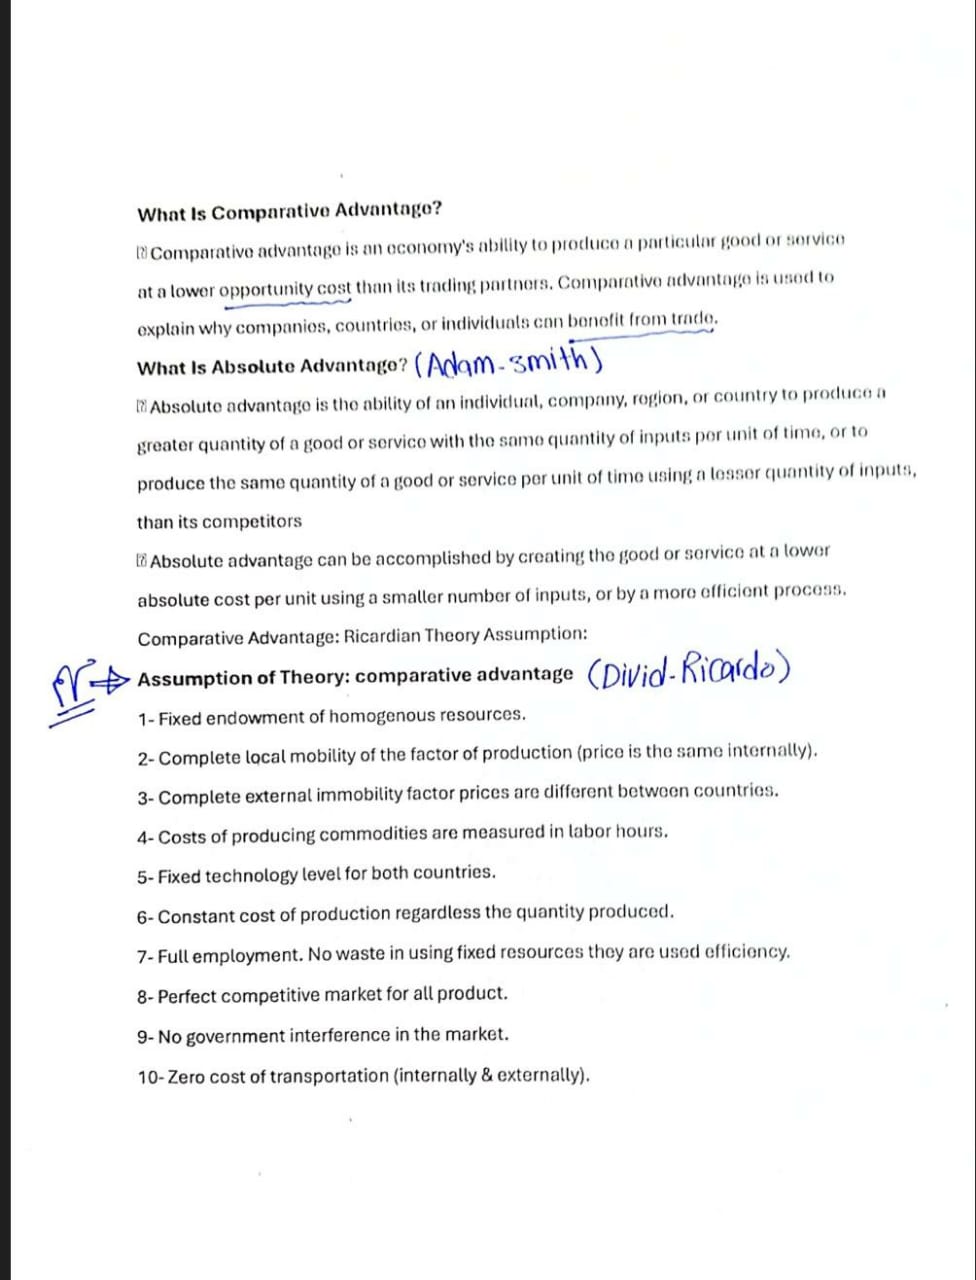 What Is Comparative Advantage?
Comparative advantage is an economy's ability to produce a particular good or service
at a lower opportunity cost than its trading partners. Comparative advantage is used to
explain why companies, countries, or individuals can benefit from trade.
What Is Absolute Advantage? (Adam-smith)
Absolute advantage is the ability of an individual, company, region, or country to produce a
greater quantity of a good or service with the same quantity of inputs per unit of time, or to
produce the same quantity of a good or service per unit of time using a lesser quantity of inputs,
than its competitors
Absolute advantage can be accomplished by creating the good or service at a lower
absolute cost per unit using a smaller number of inputs, or by a more efficient process.
Comparative Advantage: Ricardian Theory Assumption:
Assumption of Theory: comparative advantage (Divid-Ricardo)
1- Fixed endowment of homogenous resources.
2- Complete local mobility of the factor of production (price is the same internally).
3- Complete external immobility factor prices are different between countries.
4- Costs of producing commodities are measured in labor hours.
5- Fixed technology level for both countries.
6- Constant cost of production regardless the quantity produced.
7- Full employment. No waste in using fixed resources they are used efficiency.
8- Perfect competitive market for all product.
9- No government interference in the market.
10- Zero cost of transportation (internally & externally).